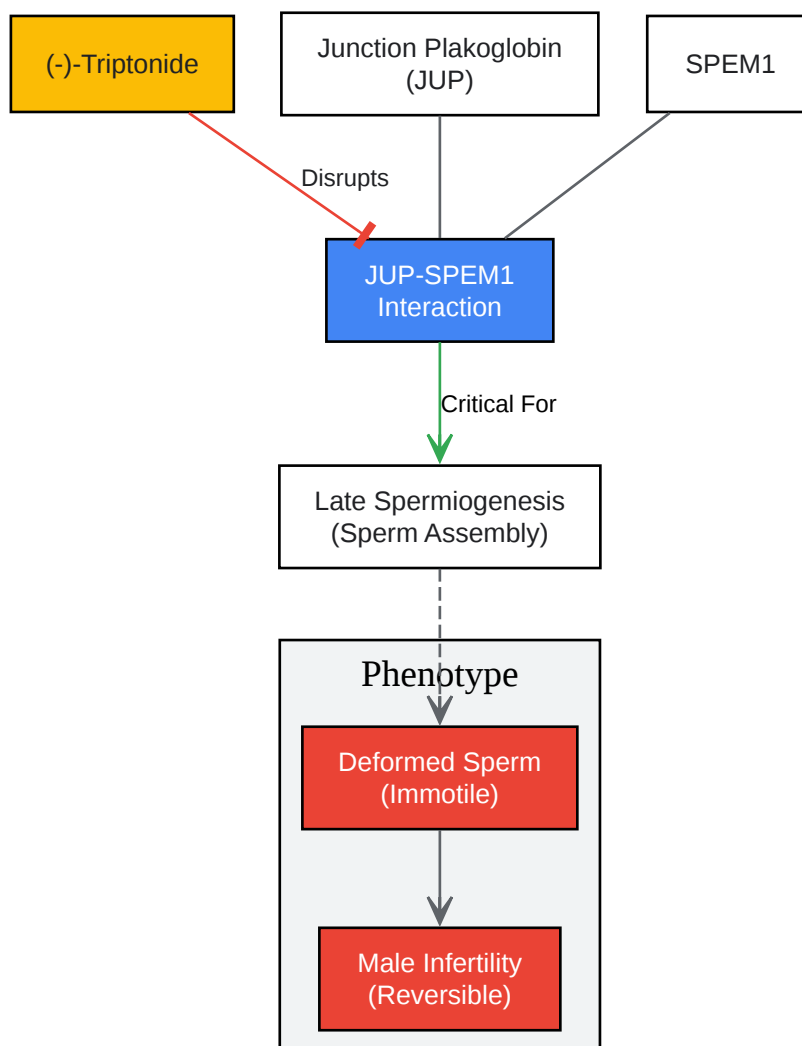 (-)-Triptonide
Junction Plakoglobin
(JUP)
SPEM1
Disrupts
JUP-SPEM1
Interaction
Critical For
Late Spermiogenesis
(Sperm Assembly)
Phenotype
Deformed Sperm
(Immotile)
Male Infertility
(Reversible)